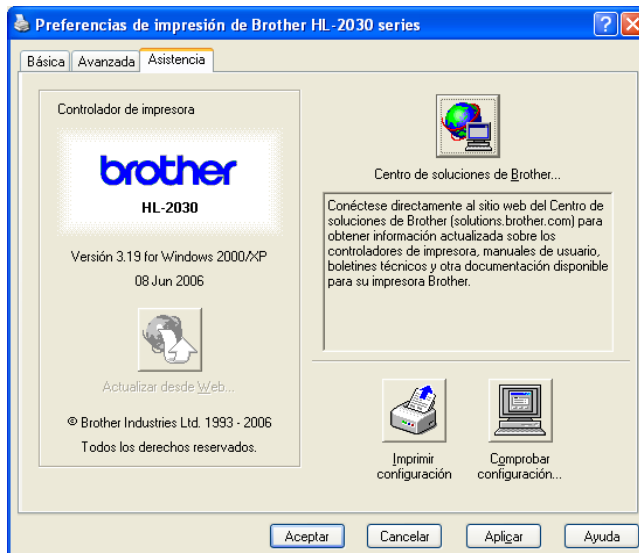 Preferencias de impresión de Brother HL-2030 series
Básica
Avanzada
Asistencia
Controlador de impresora
brother
HL-2030
Versión 3.19 for Windows 2000/XP
08 Jun 2006
Actualizar desde Web...
© Brother Industries Ltd. 1993 - 2006
Todos los derechos reservados.
Centro de soluciones de Brother...
Conéctese directamente al sitio web del Centro de
soluciones de Brother (solutions.brother.com) para
obtener información actualizada sobre los
controladores de impresora, manuales de usuario,
boletines técnicos y otra documentación disponible
para su impresora Brother.
Imprimir
configuración
Comprobar
configuración...
Aceptar
Cancelar
Aplicar
Ayuda